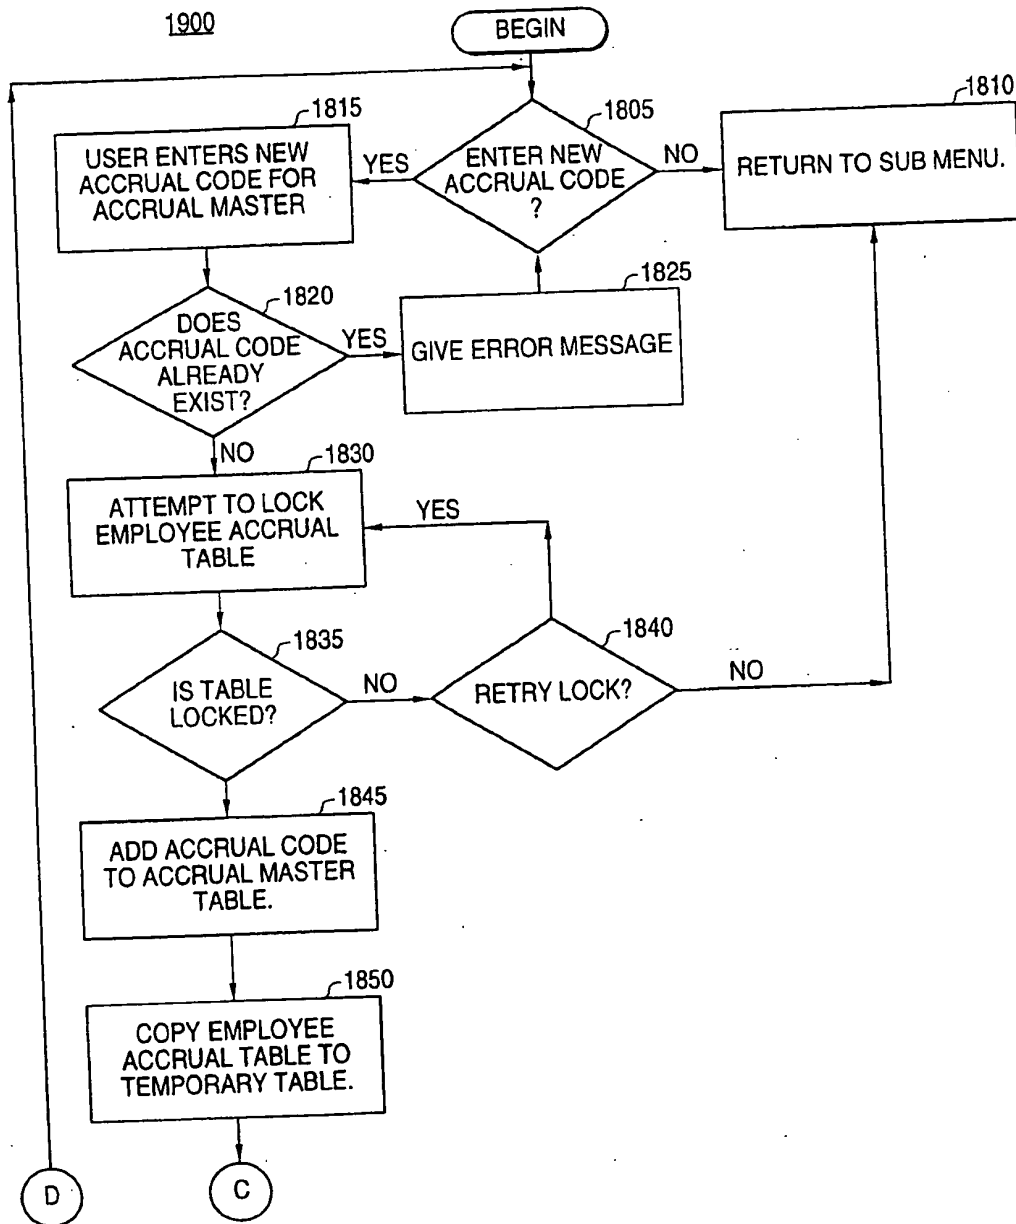 1900
BEGIN
1805
ENTER NEW
ACCRUAL CODE
?
YES
NO
1810
RETURN TO SUB MENU.
1815
USER ENTERS NEW
ACCRUAL CODE FOR
ACCRUAL MASTER
1820
DOES
ACCRUAL CODE
ALREADY
EXIST?
YES
NO
1825
GIVE ERROR MESSAGE
1830
ATTEMPT TO LOCK
EMPLOYEE ACCRUAL
TABLE
YES
1835
IS TABLE
LOCKED?
NO
1840
RETRY LOCK?
NO
1845
ADD ACCRUAL CODE
TO ACCRUAL MASTER
TABLE.
1850
COPY EMPLOYEE
ACCRUAL TABLE TO
TEMPORARY TABLE.
D
C